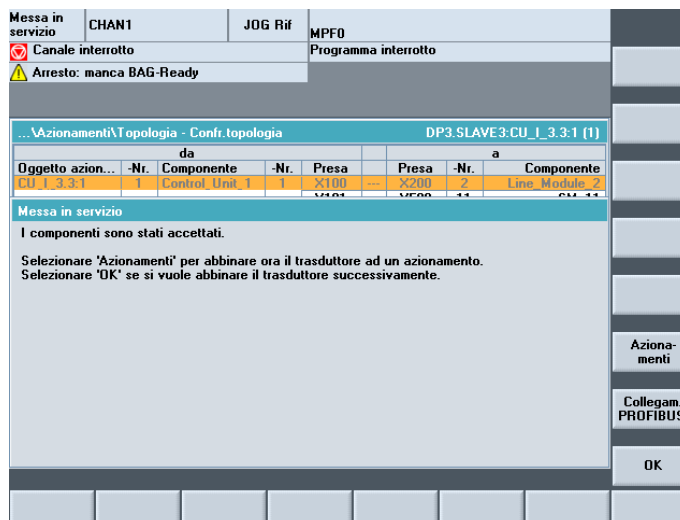 Messa in servizio
CHAN1
JOG Rif
MPF0
Canale interrotto
Programma interrotto
Arresto: manca BAG-Ready
...\Azionamenti\Topologia - Confr.topologia
DP3.SLAVE3:CU_I_3.3:1 (1)
da a
Oggetto azion... -Nr. Componente -Nr. Presa Presa -Nr. Componente
CU_I_3.3:1 1 Control_Unit_1 1 X100 --- X200 2 Line_Module_2
Messa in servizio
I componenti sono stati accettati.
Selezionare 'Azionamenti' per abbinare ora il trasduttore ad un azionamento.
Selezionare 'OK' se si vuole abbinare il trasduttore successivamente.
Aziona-
menti
Collegam.
PROFIBUS
OK